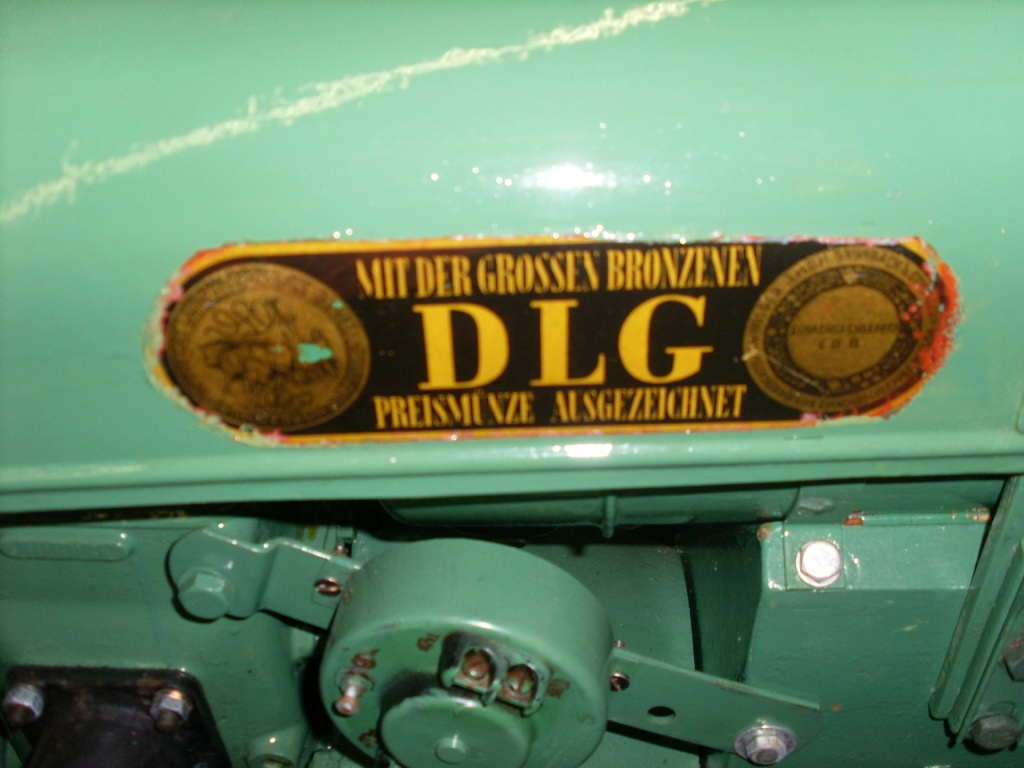 MIT DER GROSSEN BRONZENEN
DLG
PREISMÜNZE AUSGEZEICHNET